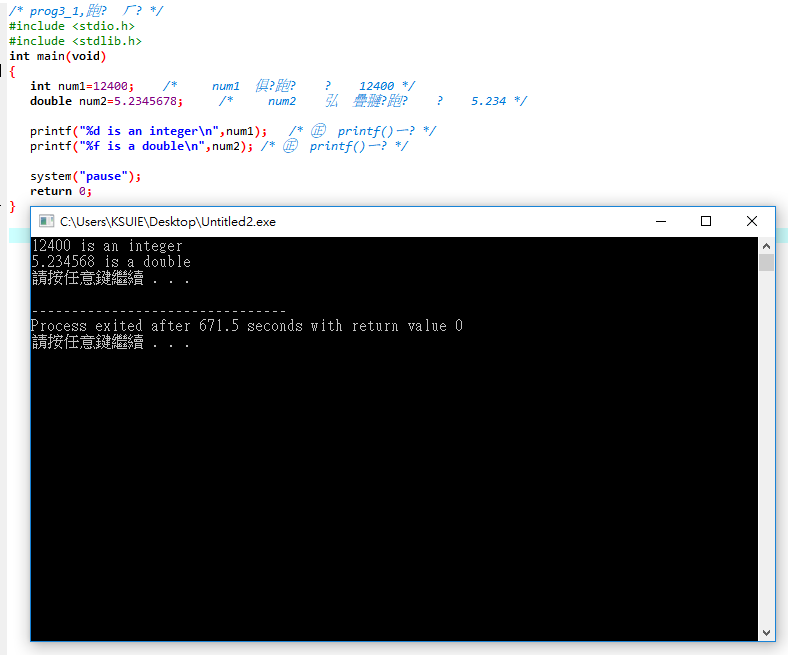 /* prog3_1,跑? 厂? */
#include <stdio.h>
#include <stdlib.h>
int main(void)
{
int num1=12400; /* num1 俱?跑? ? 12400 */
double num2=5.2345678; /* num2 弘 疊韃?跑? ? 5.234 */
printf("%d is an integer\n",num1); /* ㊣ printf()ㄧ? */
printf("%f is a double\n",num2); /* ㊣ printf()ㄧ? */
system("pause");
return 0;
}
C:\Users\KSUIE\Desktop\Untitled2.exe
12400 is an integer
5.234568 is a double
請按任意鍵繼續 . . .
--------------------------------
Process exited after 671.5 seconds with return value 0
請按任意鍵繼續 . . .